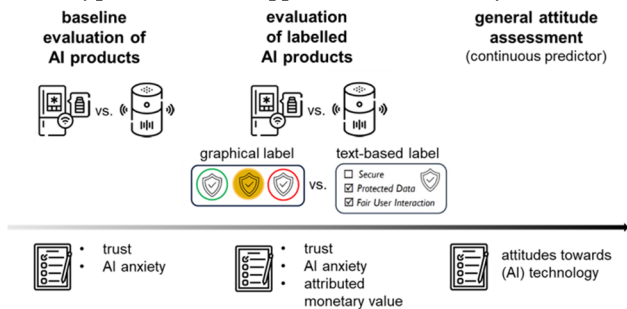 baseline
evaluation of
AI products
evaluation
of labelled
AI products
general attitude
assessment
(continuous predictor)
vs.
vs.
graphical label
text-based label
vs.
Secure
Protected Data
Fair User Interaction
• trust
• AI anxiety
• trust
• AI anxiety
• attributed
monetary value
attitudes towards
(AI) technology